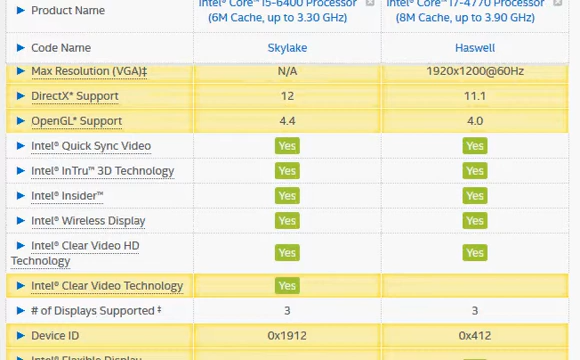 Product Name Intel® Core™ i5-6400 Processor Intel® Core™ i7-4770 Processor
(6M Cache, up to 3.30 GHz) (8M Cache, up to 3.90 GHz)
Code Name Skylake Haswell
Max Resolution (VGA)‡ N/A 1920x1200@60Hz
DirectX* Support 12 11.1
OpenGL* Support 4.4 4.0
Intel® Quick Sync Video Yes Yes
Intel® InTru™ 3D Technology Yes Yes
Intel® Insider™ Yes Yes
Intel® Wireless Display Yes Yes
Intel® Clear Video HD
Technology Yes Yes
Intel® Clear Video Technology Yes
# of Displays Supported ‡ 3 3
Device ID 0x1912 0x412
Intel® Flexible Display